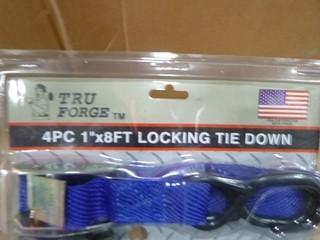 TRU
FORGE TM
4PC 1"x8FT LOCKING TIE DOWN